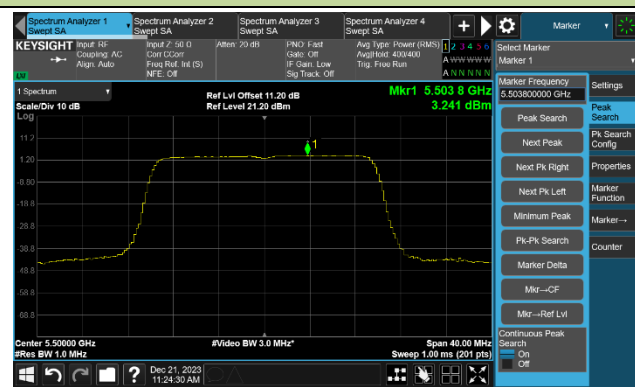 Spectrum Analyzer 1
Swept SA
Spectrum Analyzer 2
Swept SA
Spectrum Analyzer 3
Swept SA
Spectrum Analyzer 4
Swept SA
+
Marker
KEYSIGHT
Input: RF
Coupling: AC
Align: Auto
Input Z: 50 Ω
Corr CCorr
Freq Ref: Int (S)
NFE: Off
Atten: 20 dB
PNO: Fast
Gate: Off
IF Gain: Low
Sig Track: Off
Avg Type: Power (RMS)
Avg|Hold: 400/400
Trig: Free Run
1 2 3 4 5 6
A W W W W W
A N N N N N
LV
Select Marker
Marker 1
1 Spectrum
Scale/Div 10 dB
Log
Ref Lvl Offset 11.20 dB
Ref Level 21.20 dBm
Mkr1 5.503 8 GHz
3.241 dBm
11.2
1.20
-8.80
-18.8
-28.8
-38.8
-48.8
-58.8
-68.8
1
Center 5.50000 GHz
#Res BW 1.0 MHz
#Video BW 3.0 MHz*
Span 40.00 MHz
Sweep 1.00 ms (201 pts)
Marker Frequency
5.503800000 GHz
Peak Search
Next Peak
Next Pk Right
Next Pk Left
Minimum Peak
Pk-Pk Search
Marker Delta
Mkr→CF
Mkr→Ref Lvl
Continuous Peak
Search
On
Off
Settings
Peak
Search
Pk Search
Config
Properties
Marker
Function
Marker→
Counter
?
Dec 21, 2023
11:24:30 AM